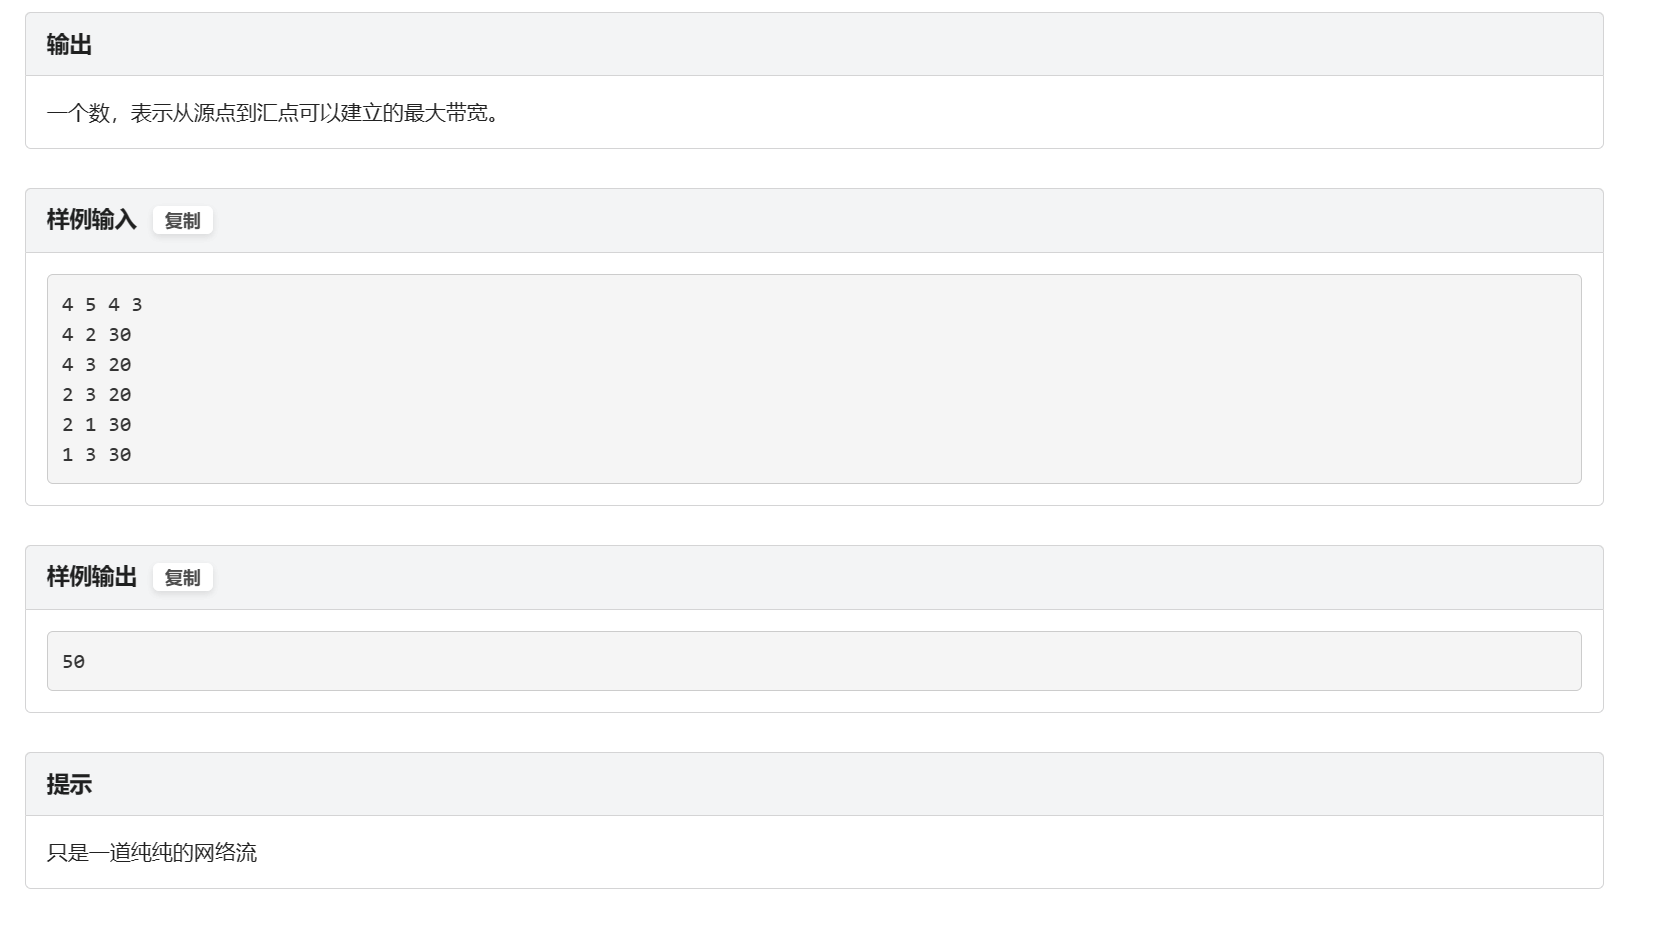 输出
一个数，表示从源点到汇点可以建立的最大带宽。
样例输入 复制
4 5 4 3
4 2 30
4 3 20
2 3 20
2 1 30
1 3 30
样例输出 复制
50
提示
只是一道纯纯的网络流